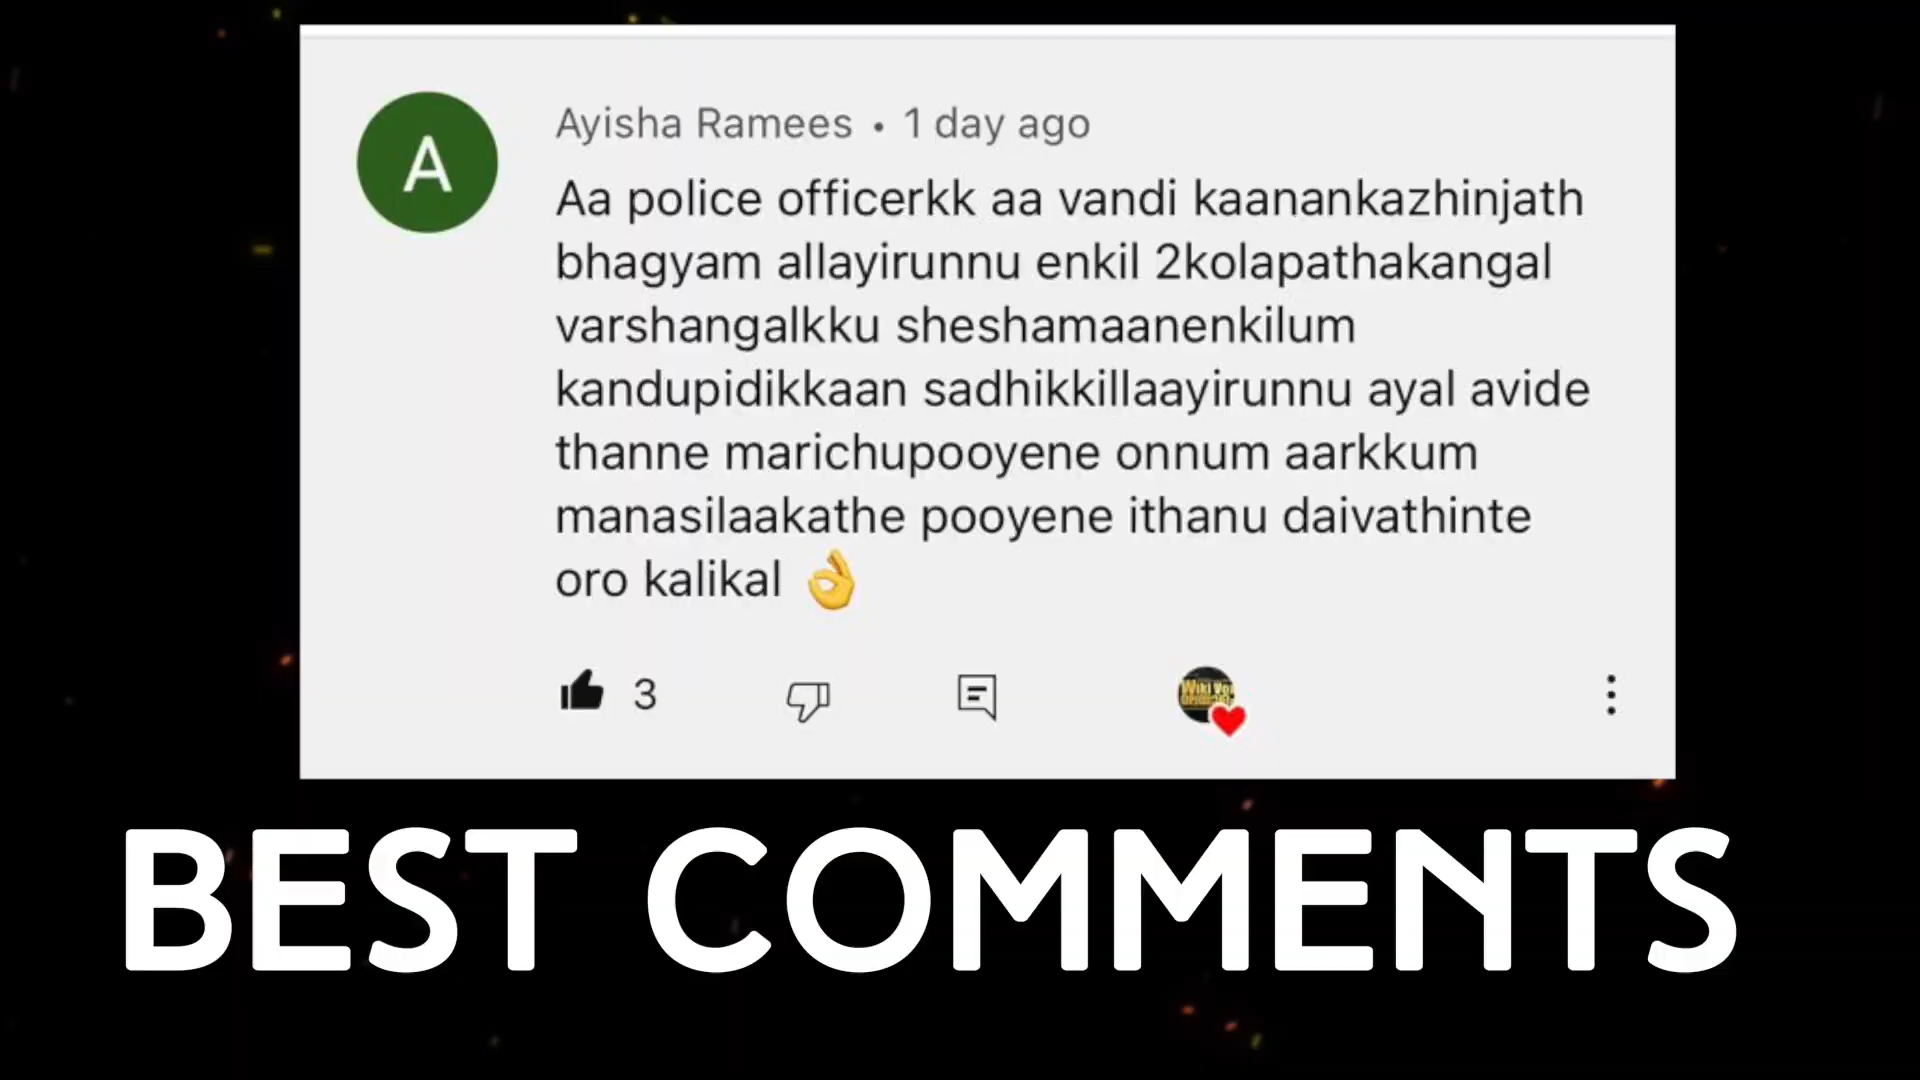 Ayisha Ramees • 1 day ago
Aa police officerkk aa vandi kaanankazhinjath
bhagyam allayirunnu enkil 2kolapathakangal
varshangalkku sheshamaanenkilum
kandupidikkaan sadhikkillaayirunnu ayal avide
thanne marichupooyene onnum aarkkum
manasilaakathe pooyene ithanu daivathinte
oro kalikal 👌
3
BEST COMMENTS